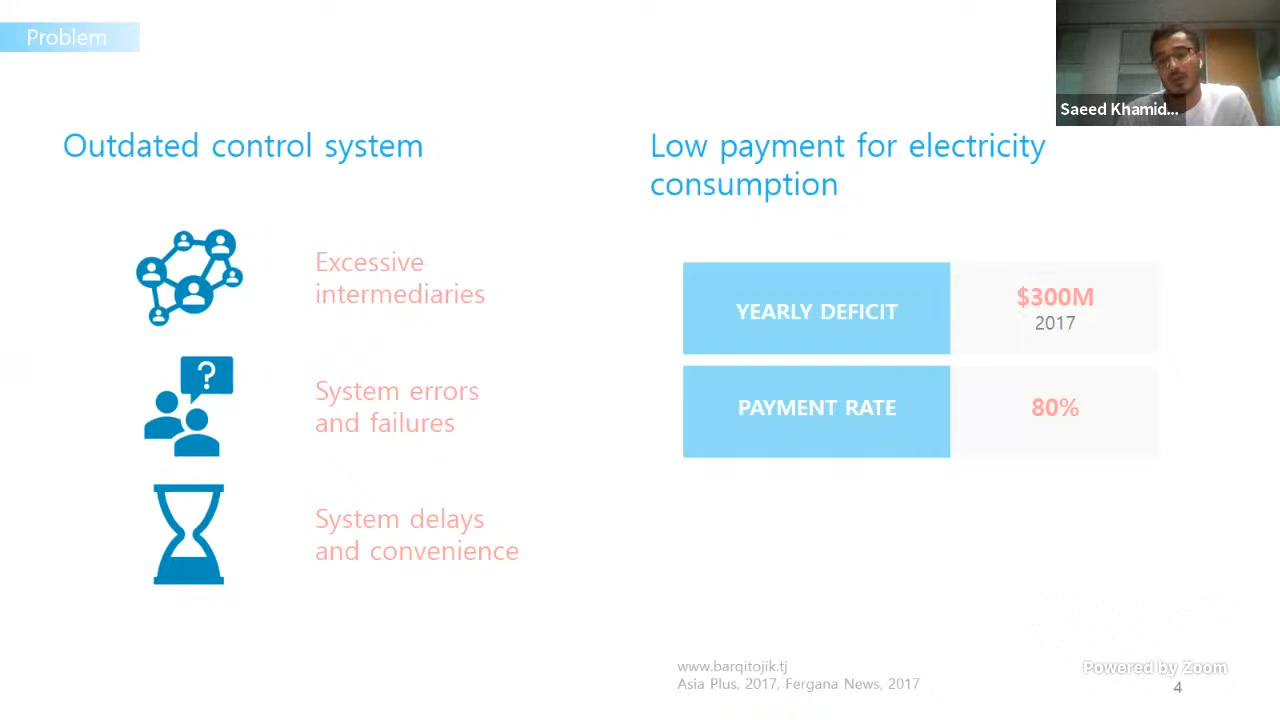 Problem
Saeed Khamid...
Outdated control system
Excessive
intermediaries
?
System errors
and failures
System delays
and convenience
Low payment for electricity
consumption
YEARLY DEFICIT
$300M
2017
PAYMENT RATE
80%
www.barqitojik.tj
Asia Plus, 2017, Fergana News, 2017
Powered by Zoom
4